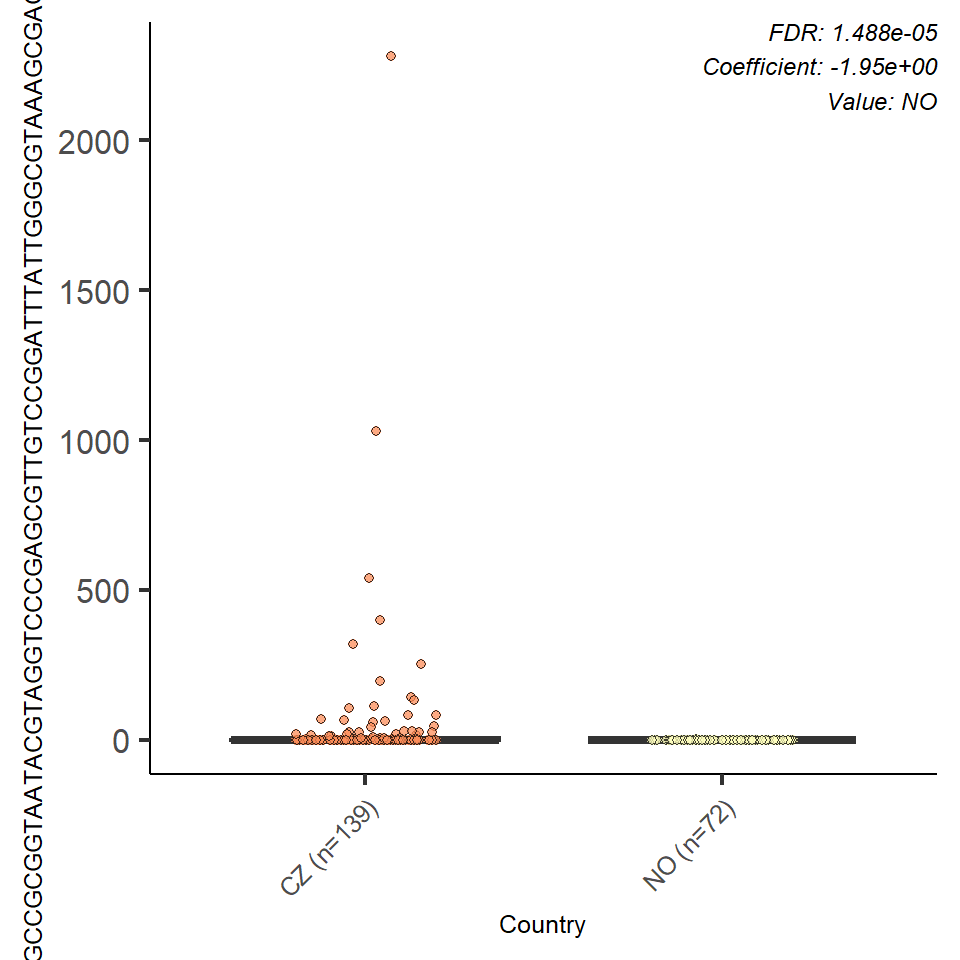 FDR: 1.488e-05
Coefficient: -1.95e+00
Value: NO
GCCGCGGTAATACGTAGGTCCCGAGCGTTGTCCGGATTTATTGGGCGTAAAGCGAG
2000
1500
1000
500
0
CZ (n=139)
NO (n=72)
Country